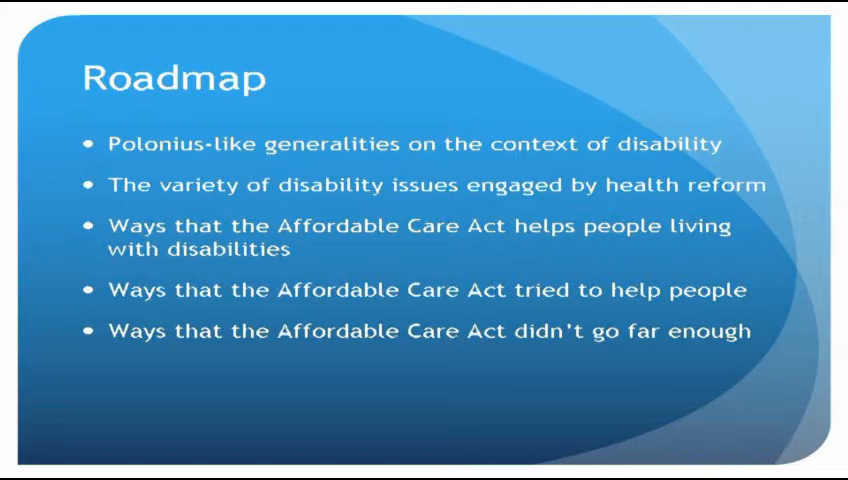 Roadmap
• Polonius-like generalities on the context of disability
• The variety of disability issues engaged by health reform
• Ways that the Affordable Care Act helps people living
with disabilities
• Ways that the Affordable Care Act tried to help people
• Ways that the Affordable Care Act didn't go far enough